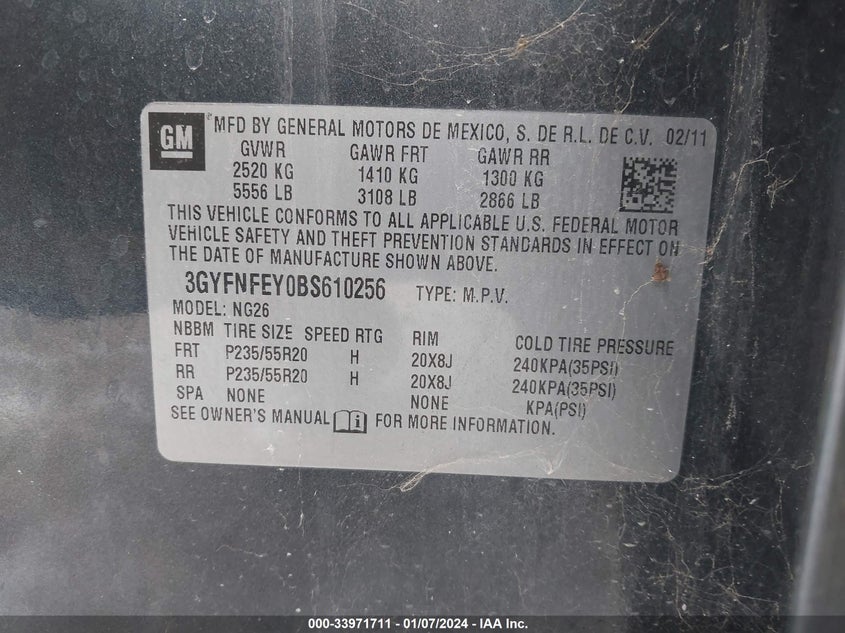 GM
MFD BY GENERAL MOTORS DE MEXICO, S. DE R.L. DE C.V. 02/11
GVWR GAWR FRT GAWR RR
2520 KG 1410 KG 1300 KG
5556 LB 3108 LB 2866 LB
THIS VEHICLE CONFORMS TO ALL APPLICABLE U.S. FEDERAL MOTOR
VEHICLE SAFETY AND THEFT PREVENTION STANDARDS IN EFFECT ON
THE DATE OF MANUFACTURE SHOWN ABOVE.
3GYFNFEY0BS610256 TYPE: M.P.V.
MODEL: NG26
NBBM TIRE SIZE SPEED RTG RIM COLD TIRE PRESSURE
FRT P235/55R20 H 20X8J 240KPA(35PSI)
RR P235/55R20 H 20X8J 240KPA(35PSI)
SPA NONE NONE KPA(PSI)
SEE OWNER'S MANUAL FOR MORE INFORMATION.
000-33971711 - 01/07/2024 - IAA Inc.